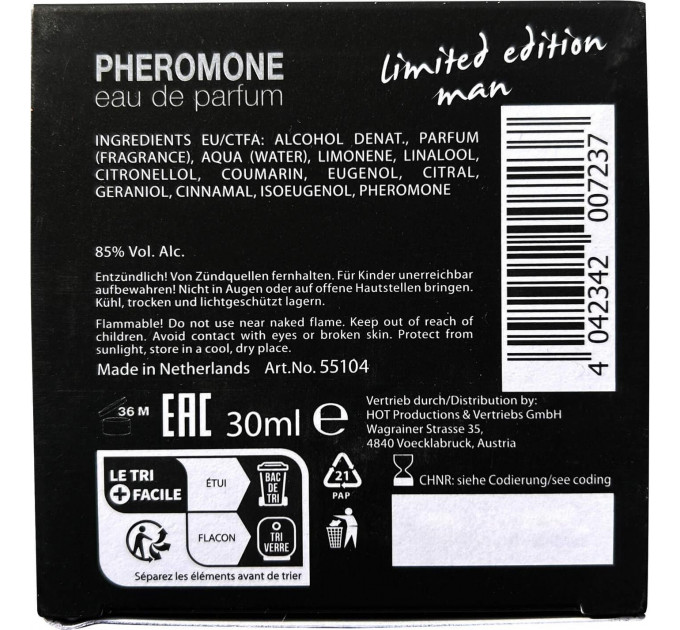 PHEROMONE
eau de parfum
limited edition
man
INGREDIENTS EU/CTFA: ALCOHOL DENAT., PARFUM
(FRAGRANCE), AQUA (WATER), LIMONENE, LINALOOL,
CITRONELLOL, COUMARIN, EUGENOL, CITRAL,
GERANIOL, CINNAMAL, ISOEUGENOL, PHEROMONE
4 042342 007237
85% Vol. Alc.
Entzündlich! Von Zündquellen fernhalten. Für Kinder unerreichbar
aufbewahren! Nicht in Augen oder auf offene Hautstellen bringen.
Kühl, trocken und lichtgeschützt lagern.
Flammable! Do not use near naked flame. Keep out of reach of
children. Avoid contact with eyes or broken skin. Protect from
sunlight, store in a cool, dry place.
Made in Netherlands Art.No. 55104
36 M
EAC
30ml ℮
Vertrieb durch/Distribution by:
HOT Productions & Vertriebs GmbH
Wagrainer Strasse 35,
4840 Voecklabruck, Austria
LE TRI
+ FACILE
ÉTUI
BAC
DE
TRI
FLACON
TRI
VERRE
Séparez les éléments avant de trier
21
PAP
CHNR: siehe Codierung/see coding